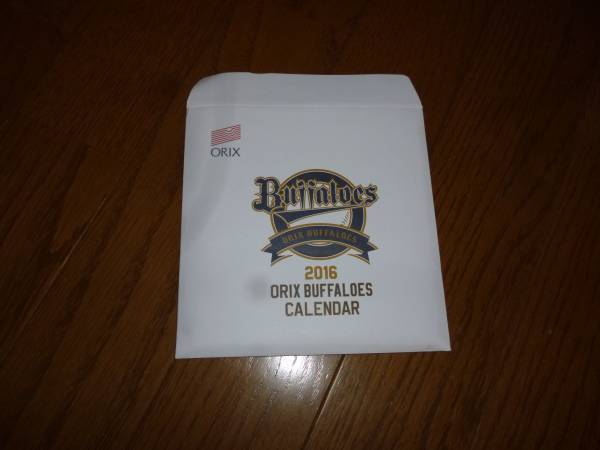 ORIX
Buffaloes
ORIX BUFFALOES
2016
ORIX BUFFALOES
CALENDAR